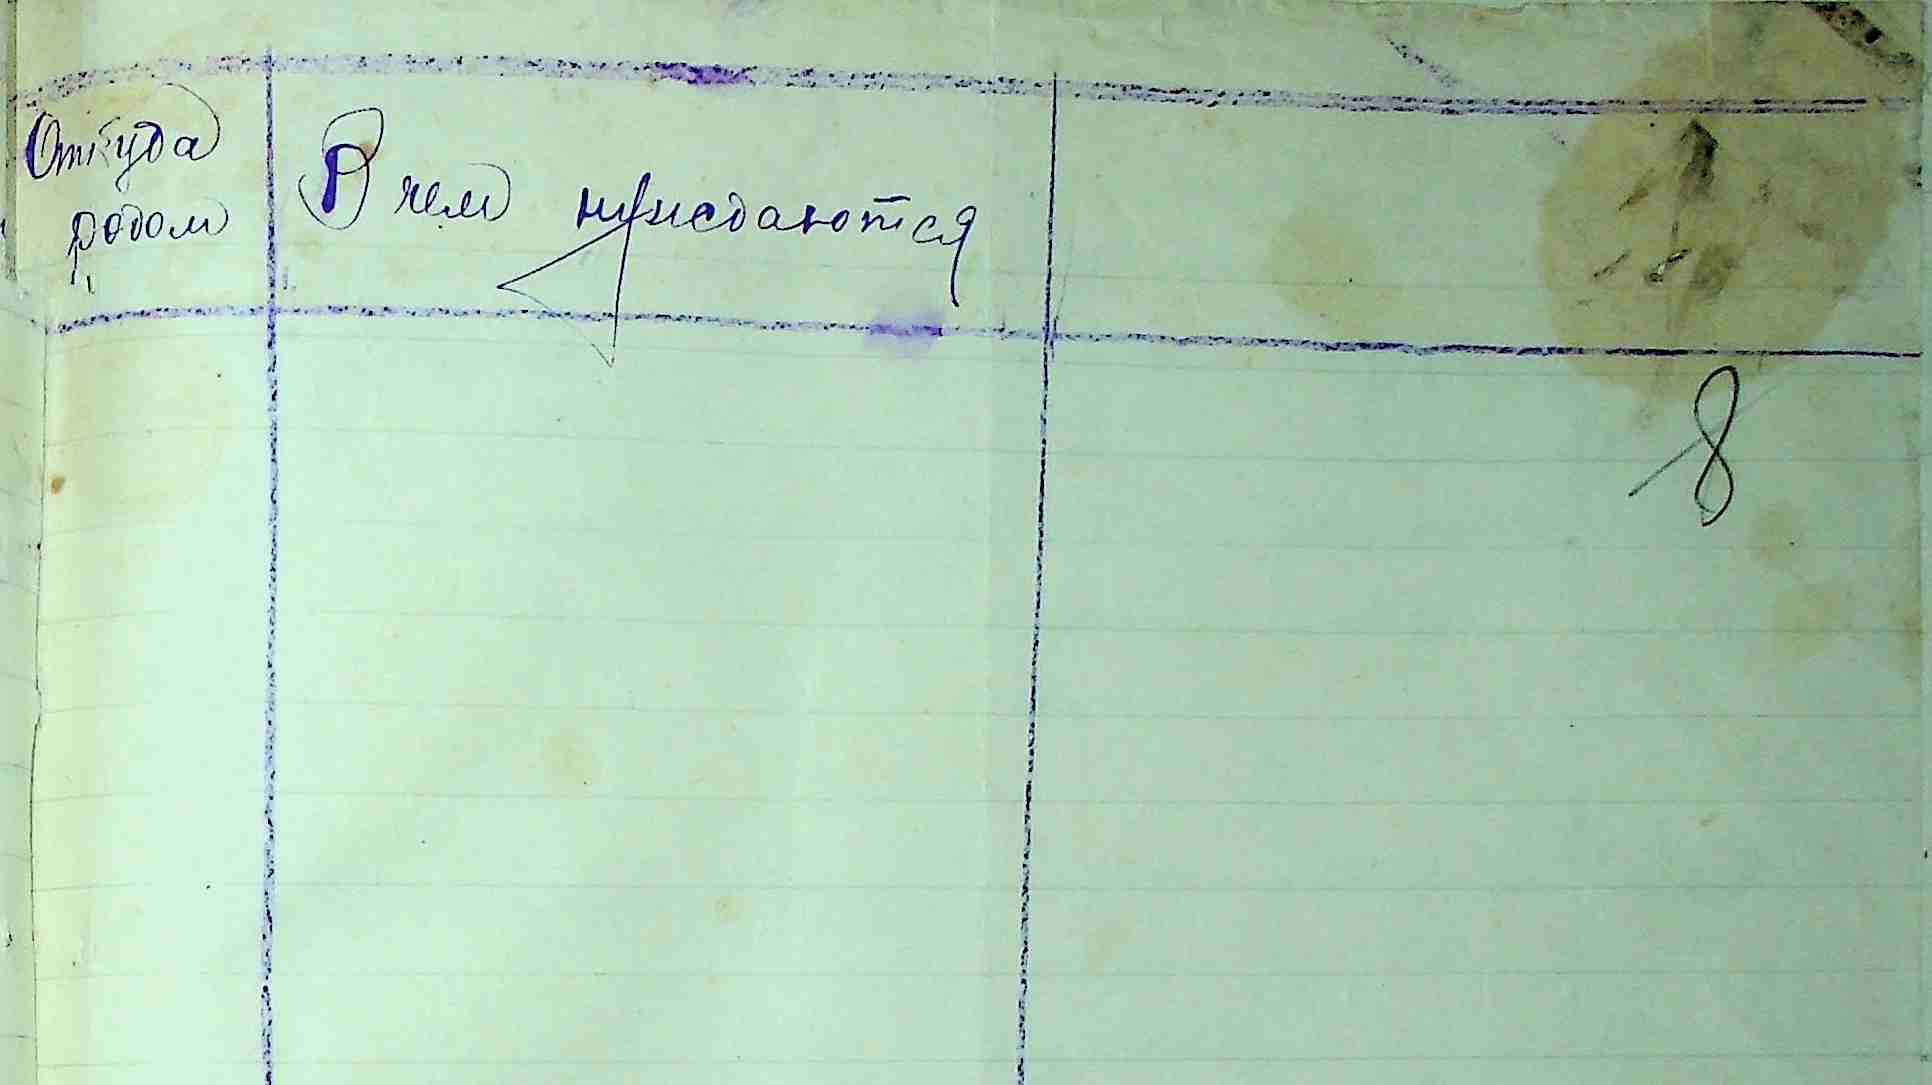 Откуда
родом
В чем нуждаются
8